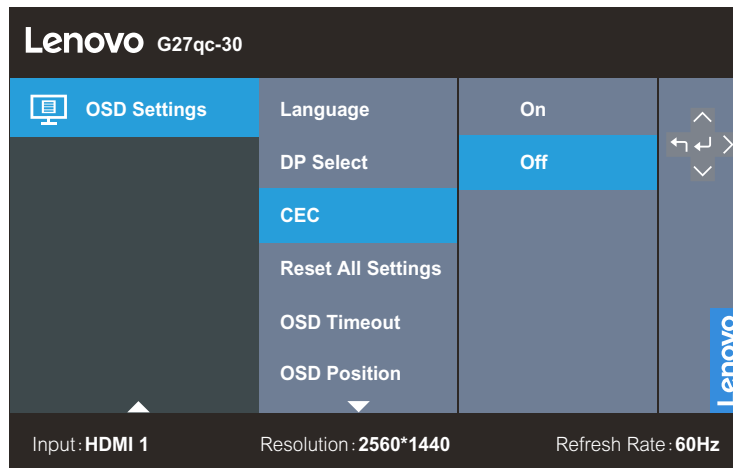 Lenovo G27qc-30
OSD Settings
Language
DP Select
CEC
Reset All Settings
OSD Timeout
OSD Position
On
Off
Lenovo
Input:HDMI 1
Resolution:2560*1440
Refresh Rate:60Hz